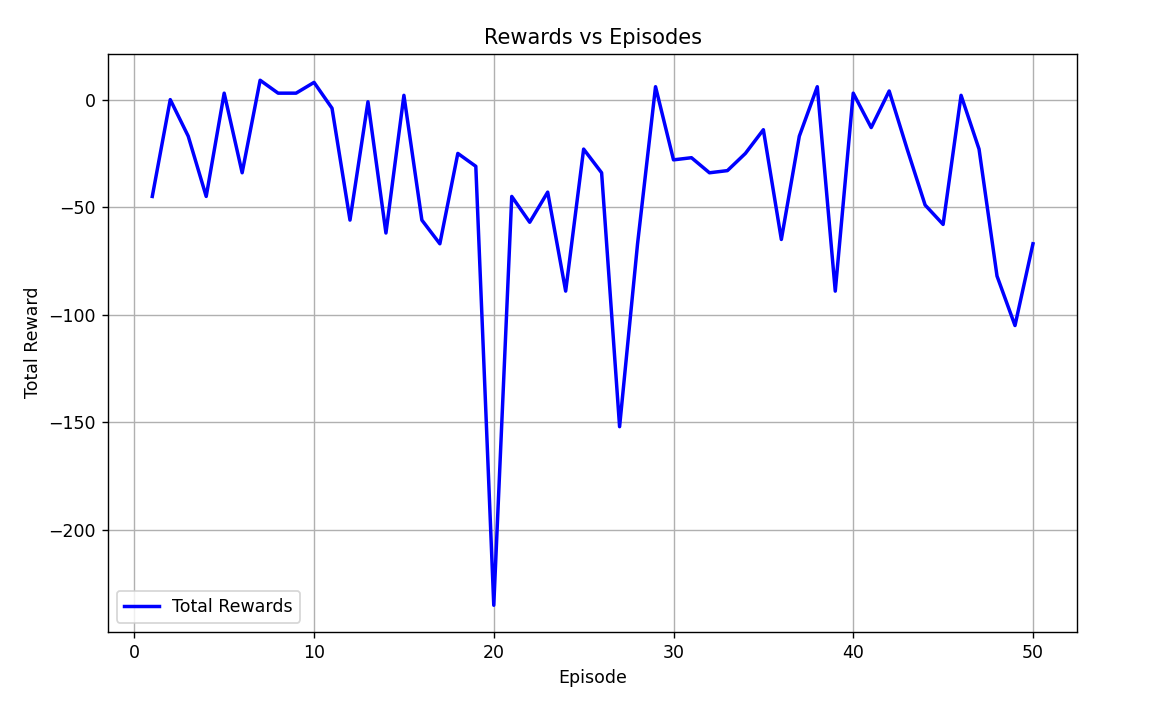 Rewards vs Episodes
Total Reward
0
−50
−100
−150
−200
Total Rewards
0 10 20 30 40 50
Episode